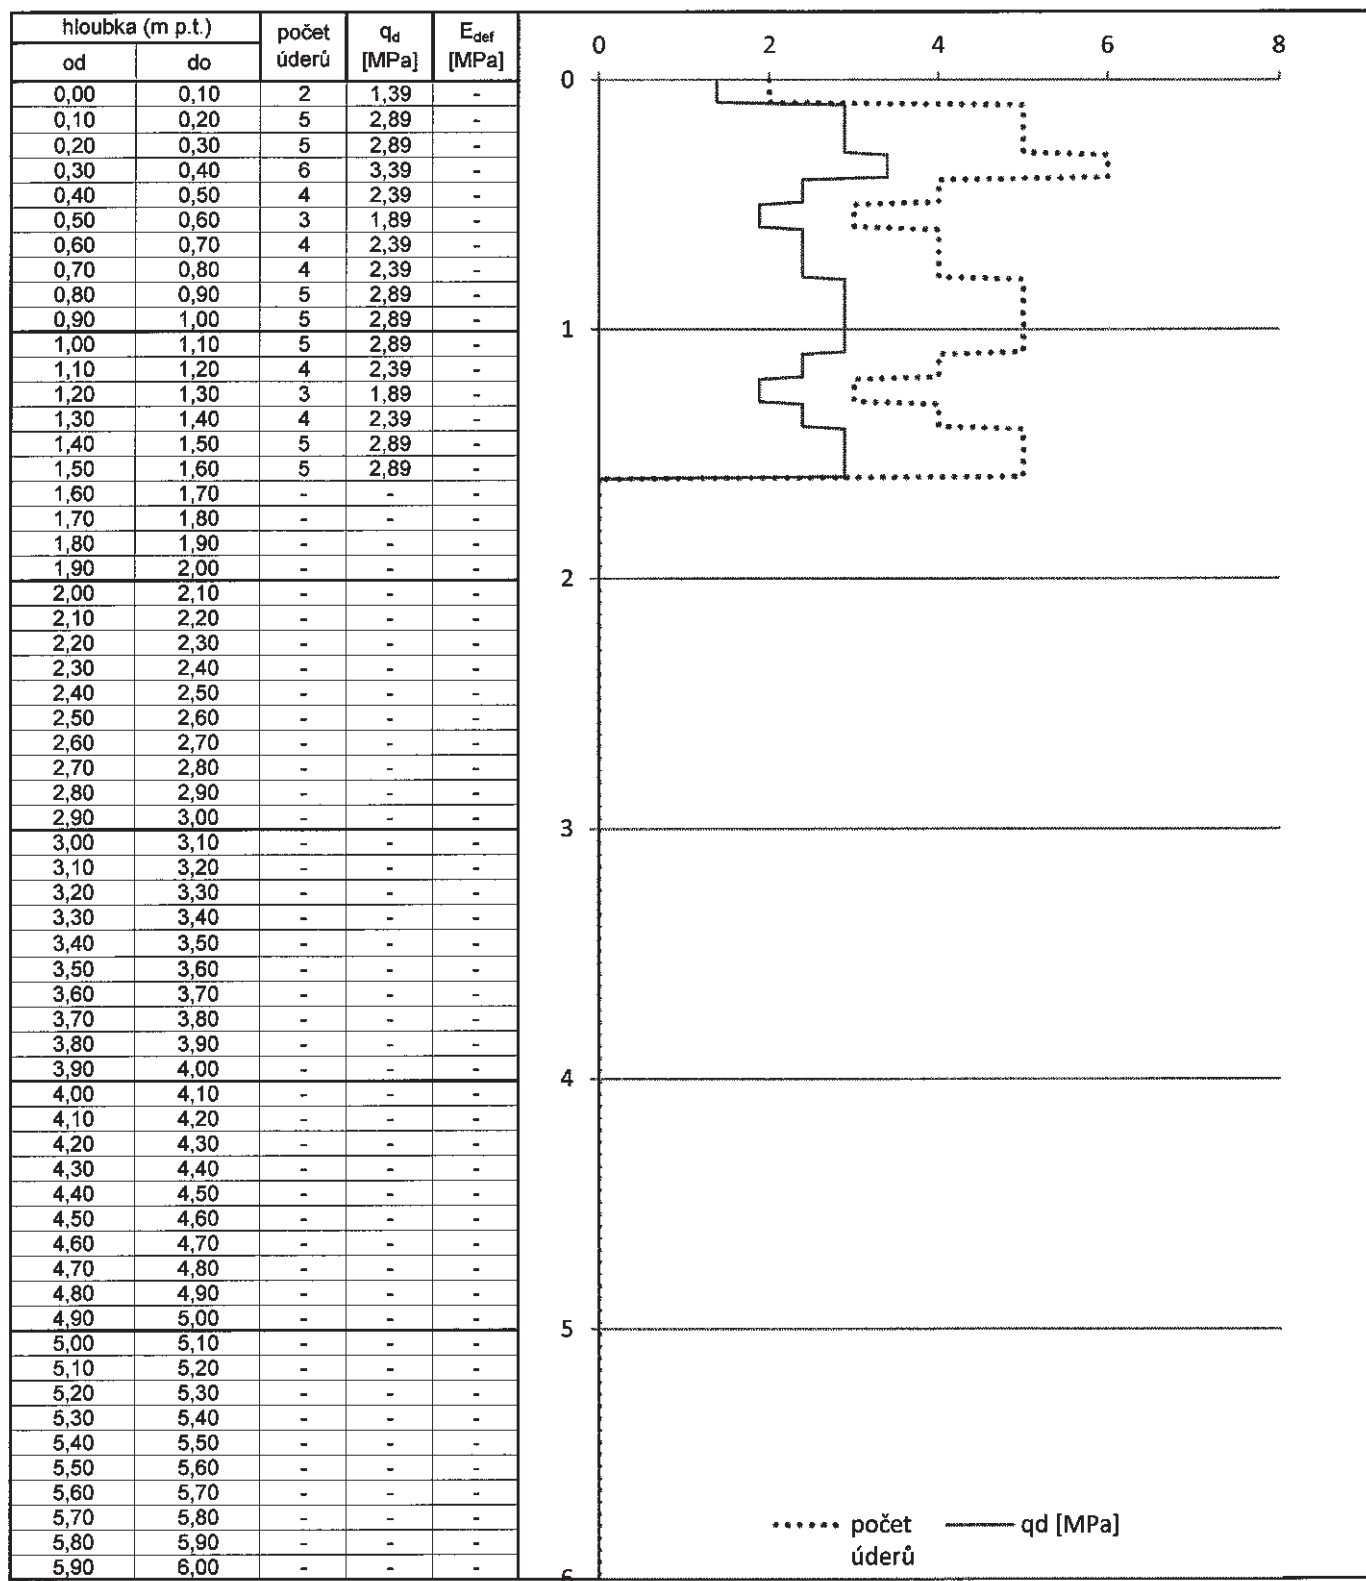 hloubka (m p.t.) počet úderů qd [MPa] Edef [MPa]
od do
0,00 0,10 2 1,39 -
0,10 0,20 5 2,89 -
0,20 0,30 5 2,89 -
0,30 0,40 6 3,39 -
0,40 0,50 4 2,39 -
0,50 0,60 3 1,89 -
0,60 0,70 4 2,39 -
0,70 0,80 4 2,39 -
0,80 0,90 5 2,89 -
0,90 1,00 5 2,89 -
1,00 1,10 5 2,89 -
1,10 1,20 4 2,39 -
1,20 1,30 3 1,89 -
1,30 1,40 4 2,39 -
1,40 1,50 5 2,89 -
1,50 1,60 5 2,89 -
1,60 1,70 - - -
1,70 1,80 - - -
1,80 1,90 - - -
1,90 2,00 - - -
2,00 2,10 - - -
2,10 2,20 - - -
2,20 2,30 - - -
2,30 2,40 - - -
2,40 2,50 - - -
2,50 2,60 - - -
2,60 2,70 - - -
2,70 2,80 - - -
2,80 2,90 - - -
2,90 3,00 - - -
3,00 3,10 - - -
3,10 3,20 - - -
3,20 3,30 - - -
3,30 3,40 - - -
3,40 3,50 - - -
3,50 3,60 - - -
3,60 3,70 - - -
3,70 3,80 - - -
3,80 3,90 - - -
3,90 4,00 - - -
4,00 4,10 - - -
4,10 4,20 - - -
4,20 4,30 - - -
4,30 4,40 - - -
4,40 4,50 - - -
4,50 4,60 - - -
4,60 4,70 - - -
4,70 4,80 - - -
4,80 4,90 - - -
4,90 5,00 - - -
5,00 5,10 - - -
5,10 5,20 - - -
5,20 5,30 - - -
5,30 5,40 - - -
5,40 5,50 - - -
5,50 5,60 - - -
5,60 5,70 - - -
5,70 5,80 - - -
5,80 5,90 - - -
5,90 6,00 - - -
0 2 4 6 8
0
1
2
3
4
5
6
počet úderů
qd [MPa]